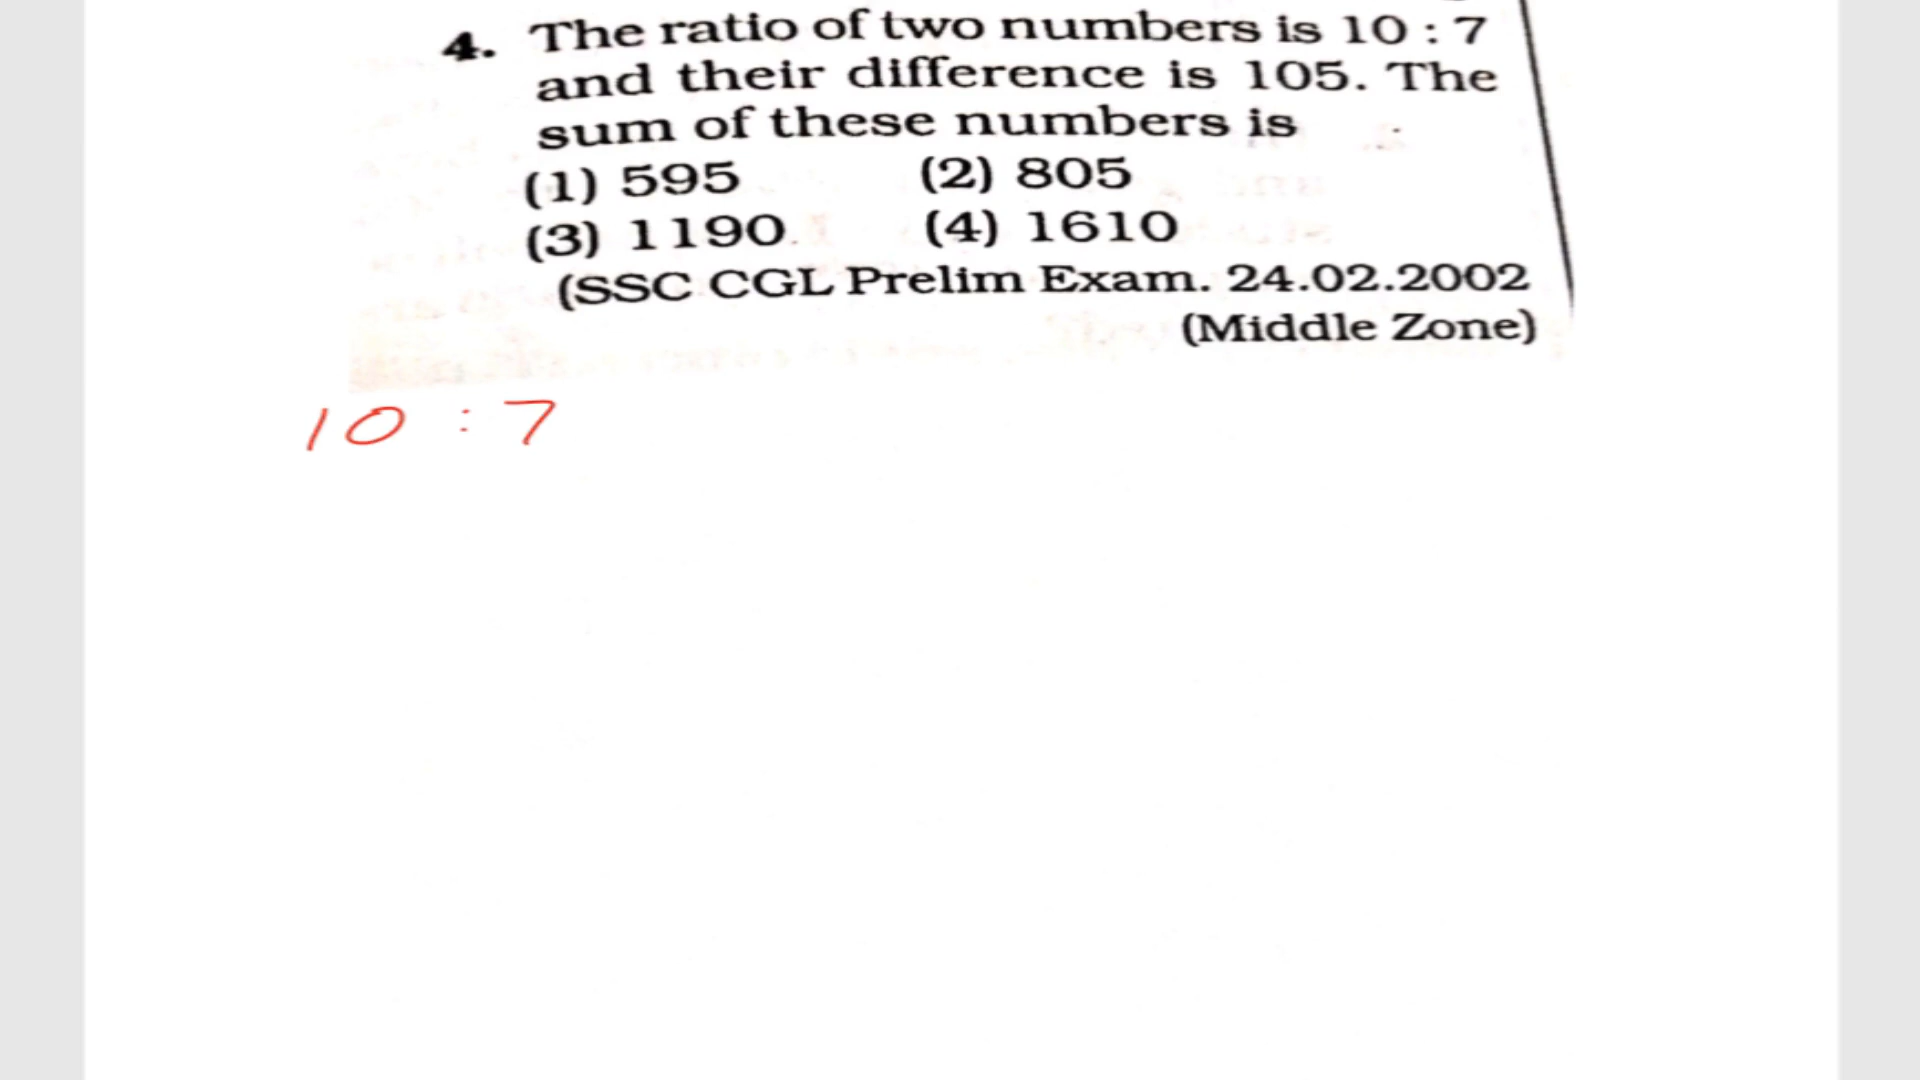 4. The ratio of two numbers is 10 : 7
and their difference is 105. The
sum of these numbers is
(1) 595 (2) 805
(3) 1190 (4) 1610
(SSC CGL Prelim Exam. 24.02.2002
(Middle Zone)
10 : 7